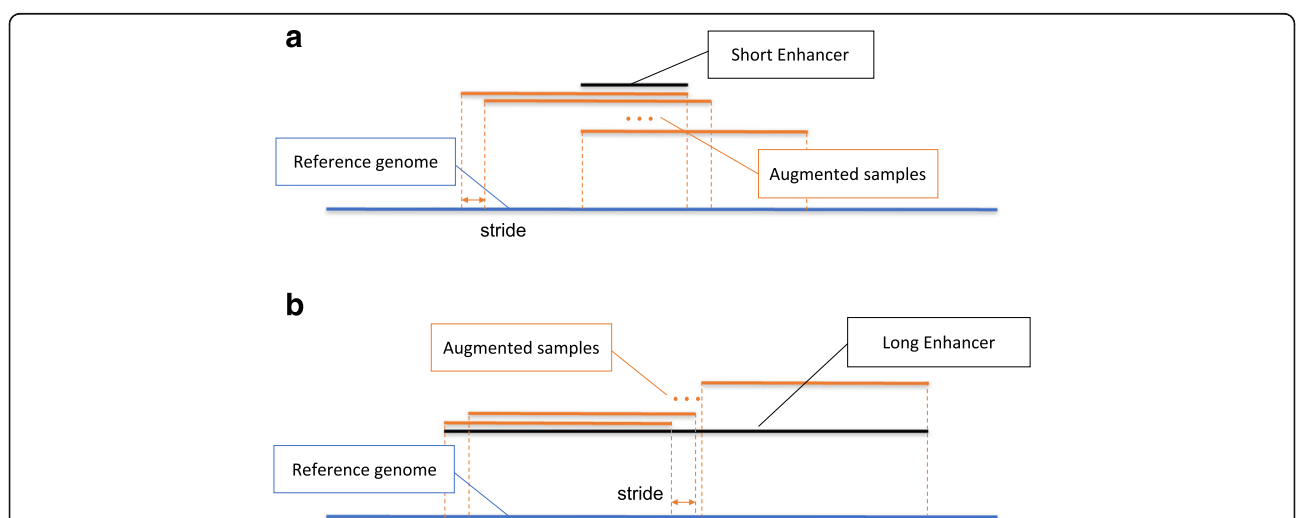 a
Short Enhancer
Reference genome
Augmented samples
stride
b
Augmented samples
Long Enhancer
Reference genome
stride